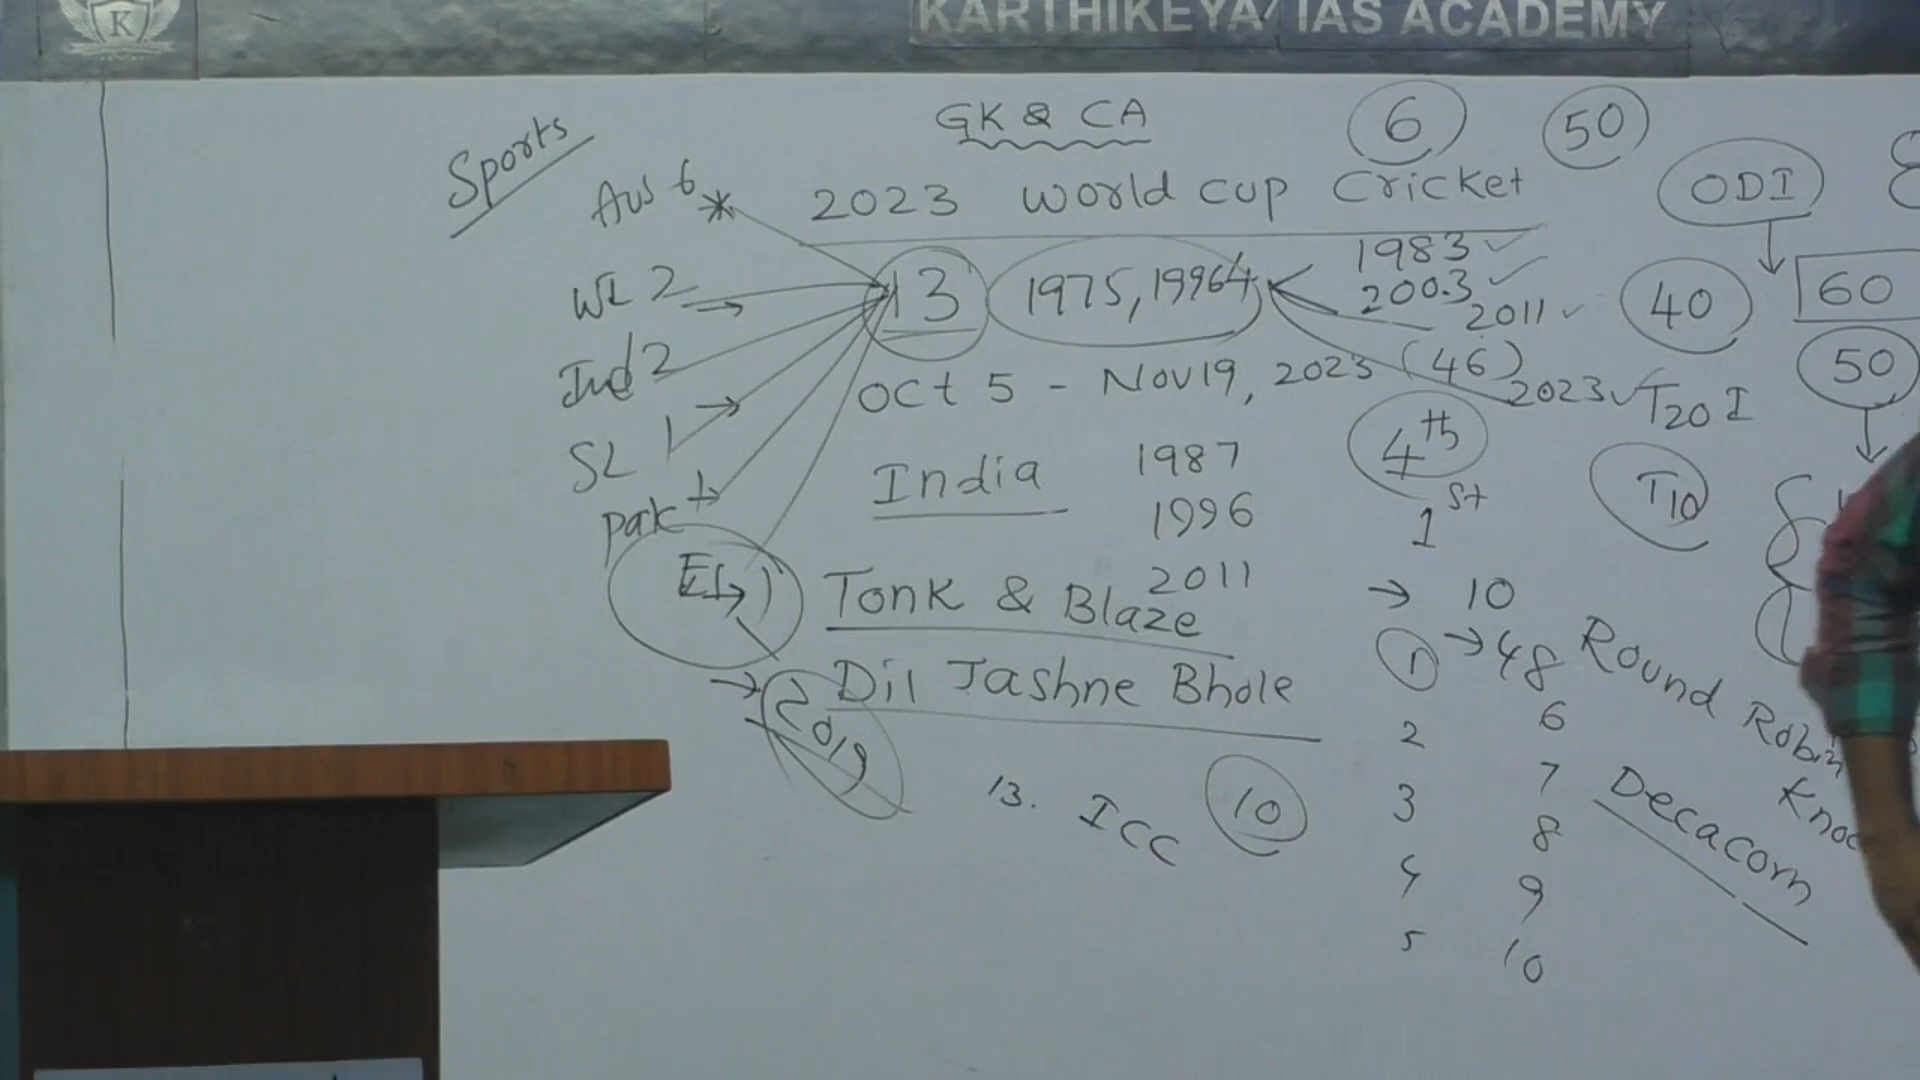 K
KARTHIKEYA IAS ACADEMY
Sports
GK & CA
6
50
Aus 6
2023 World cup Cricket
ODI
WI 2
13
1975, 1996
1983
2003
2011
40
60
Ind 2
Oct 5 - Nov 19, 2023 (46)
2023
T20 I
50
SL 1
India
1987
1996
2011
4th
1st
T10
Pak 1
Tonk & Blaze
10
48
Round Robin
2019
Dil Jashne Bhole
1
2
3
4
5
6
7
8
9
10
Decacorn
13. ICC
10